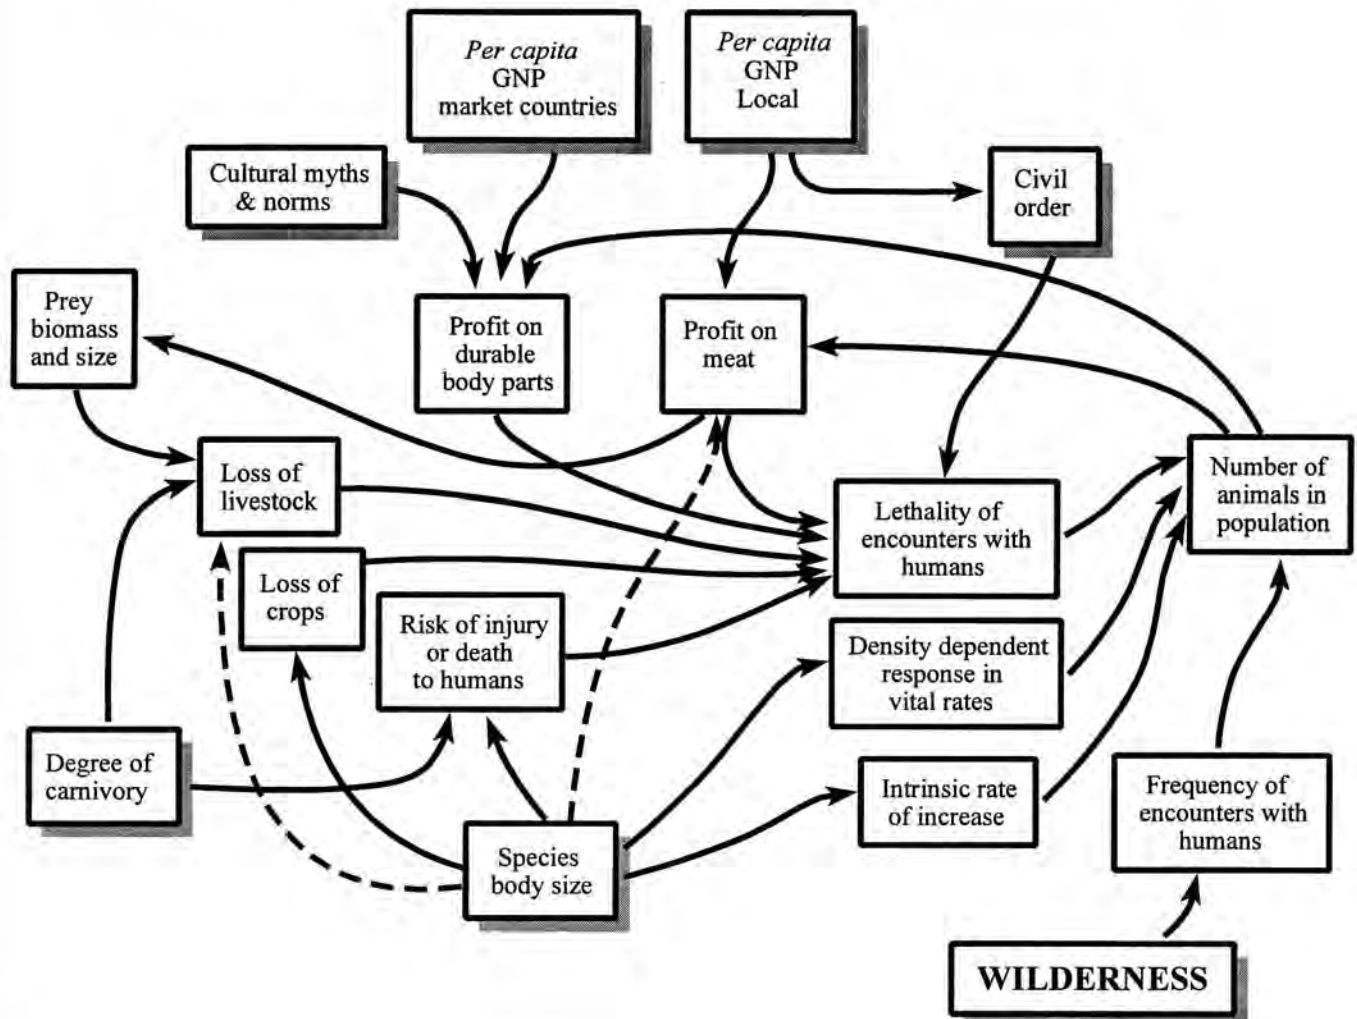 Per capita
GNP
market countries
Per capita
GNP
Local
Cultural myths
& norms
Civil
order
Prey
biomass
and size
Profit on
durable
body parts
Profit on
meat
Loss of
livestock
Lethality of
encounters with
humans
Number of
animals in
population
Loss of
crops
Risk of injury
or death
to humans
Density dependent
response in
vital rates
Degree of
carnivory
Intrinsic rate
of increase
Frequency of
encounters with
humans
Species
body size
WILDERNESS